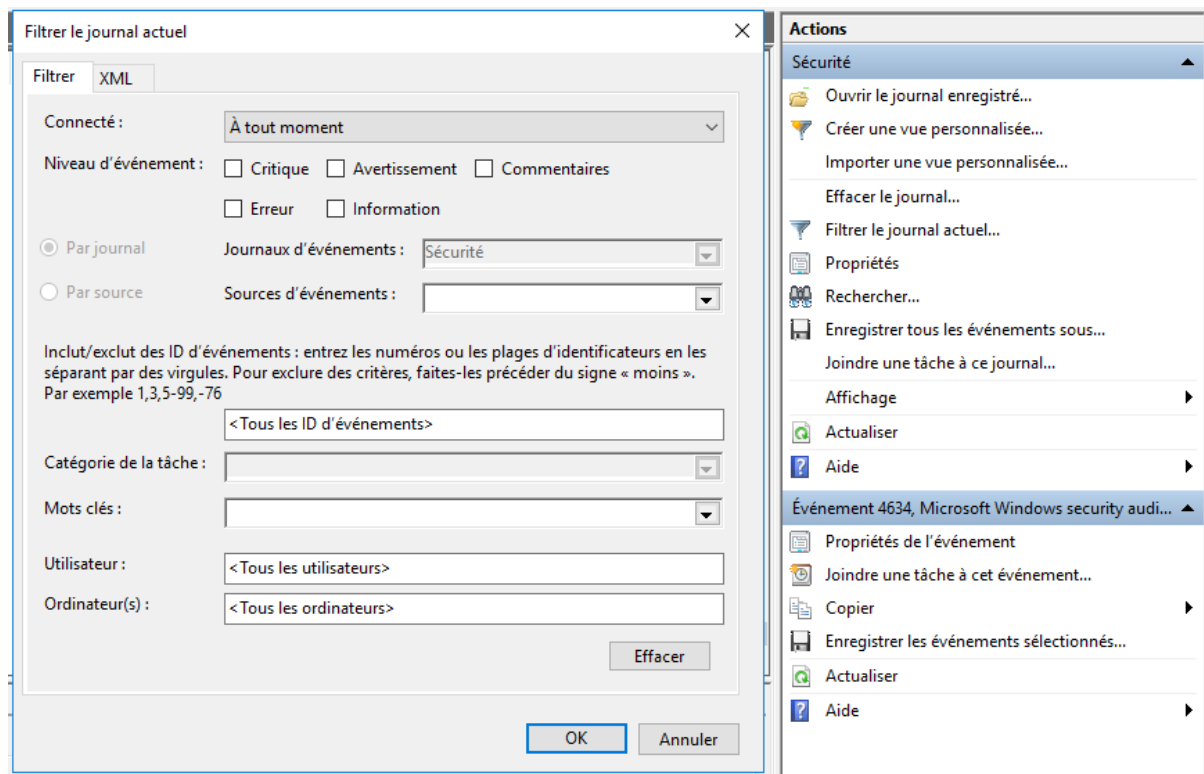 Filtrer le journal actuel
Filtrer XML
Connecté : À tout moment
Niveau d'événement : Critique Avertissement Commentaires
Erreur Information
Par journal Journaux d'événements : Sécurité
Par source Sources d'événements :
Inclut/exclut des ID d'événements : entrez les numéros ou les plages d'identificateurs en les
séparant par des virgules. Pour exclure des critères, faites-les précéder du signe « moins ».
Par exemple 1,3,5-99,-76
<Tous les ID d'événements>
Catégorie de la tâche :
Mots clés :
Utilisateur : <Tous les utilisateurs>
Ordinateur(s) : <Tous les ordinateurs>
Effacer
OK Annuler
Actions
Sécurité
Ouvrir le journal enregistré...
Créer une vue personnalisée...
Importer une vue personnalisée...
Effacer le journal...
Filtrer le journal actuel...
Propriétés
Rechercher...
Enregistrer tous les événements sous...
Joindre une tâche à ce journal...
Affichage
Actualiser
Aide
Événement 4634, Microsoft Windows security audi...
Propriétés de l'événement
Joindre une tâche à cet événement...
Copier
Enregistrer les événements sélectionnés...
Actualiser
Aide